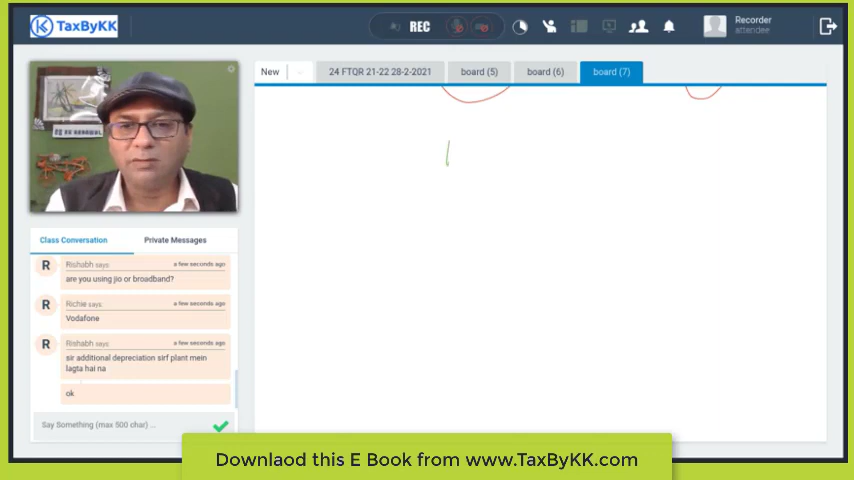 TaxByKK
REC
Recorder
attendee
New
24 FTQR 21-22 28-2-2021
board (5)
board (6)
board (7)
Class Conversation
Private Messages
R
Rishabh says:
a few seconds ago
are you using jio or broadband?
R
Richie says:
a few seconds ago
Vodafone
R
Rishabh says:
a few seconds ago
sir additional depreciation sirf plant mein
lagta hai na
ok
Say Something (max 500 char) ...
Downlaod this E Book from www.TaxByKK.com